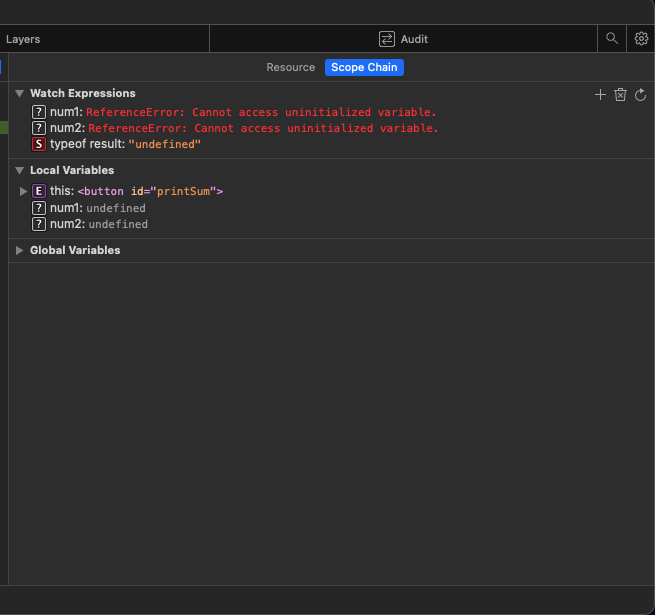 Layers
Audit
Resource
Scope Chain
Watch Expressions
? num1: ReferenceError: Cannot access uninitialized variable.
? num2: ReferenceError: Cannot access uninitialized variable.
S typeof result: "undefined"
Local Variables
E this: <button id="printSum">
? num1: undefined
? num2: undefined
Global Variables